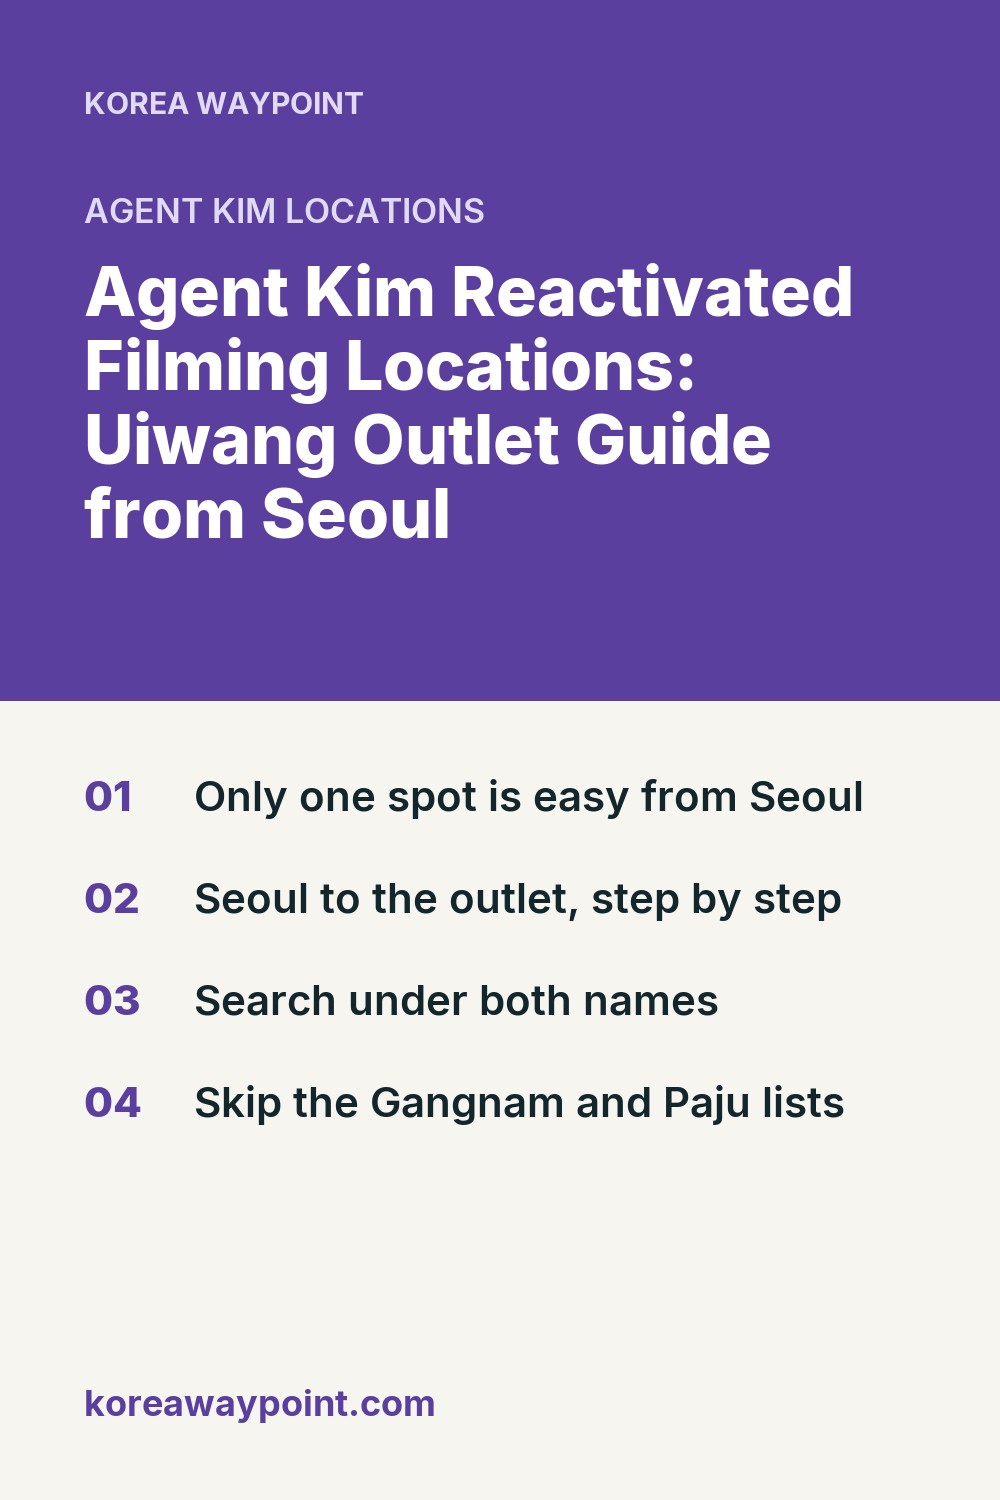 KOREA WAYPOINT
AGENT KIM LOCATIONS
Agent Kim Reactivated
Filming Locations:
Uiwang Outlet Guide
from Seoul
01 Only one spot is easy from Seoul
02 Seoul to the outlet, step by step
03 Search under both names
04 Skip the Gangnam and Paju lists
koreawaypoint.com